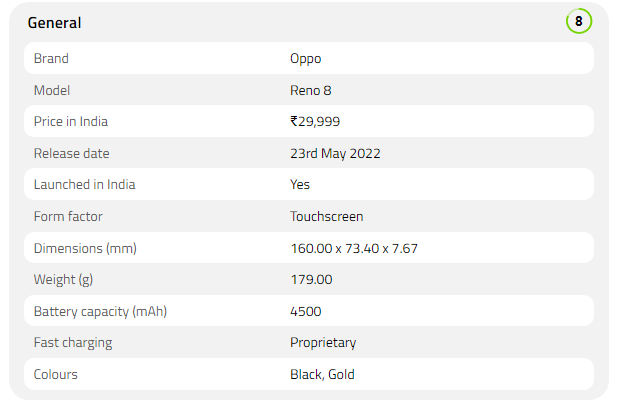 General 8
Brand Oppo
Model Reno 8
Price in India ₹29,999
Release date 23rd May 2022
Launched in India Yes
Form factor Touchscreen
Dimensions (mm) 160.00 x 73.40 x 7.67
Weight (g) 179.00
Battery capacity (mAh) 4500
Fast charging Proprietary
Colours Black, Gold